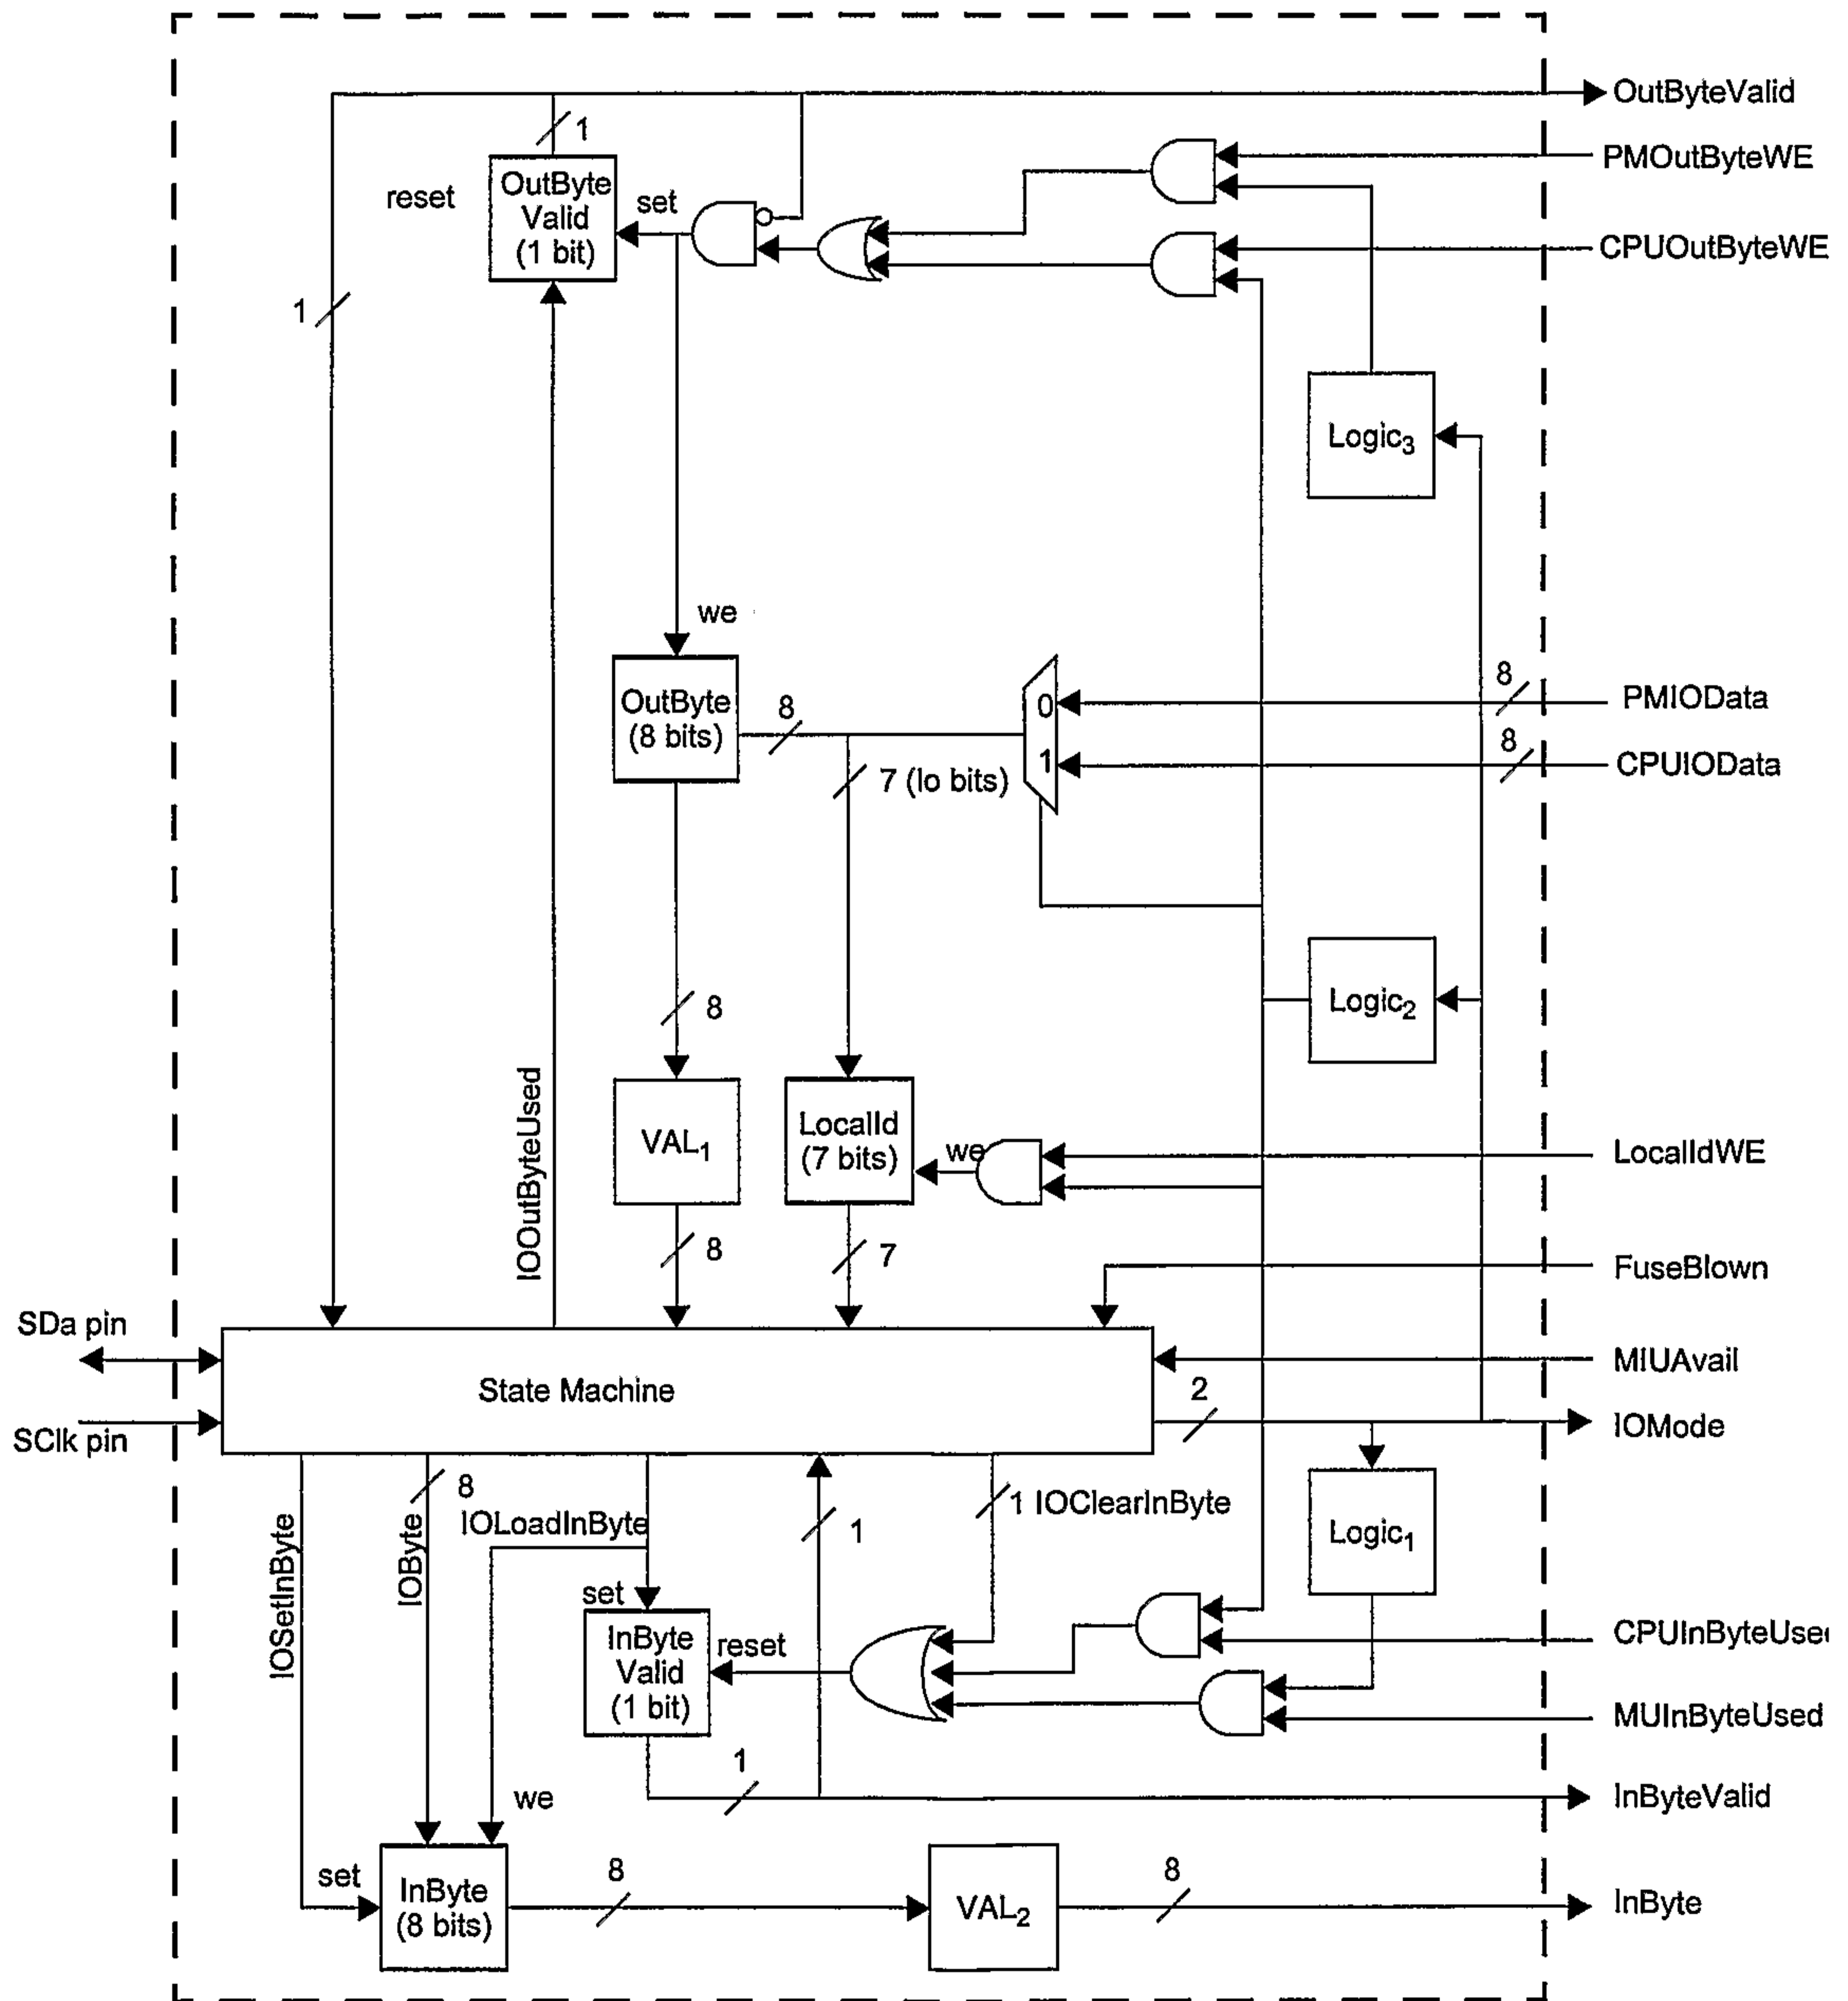 OutByteValid
1
PMOutByteWE
reset
OutByte
Valid
(1 bit)
set
CPUOutByteWE
1
Logic3
we
OutByte
(8 bits)
8
0
8
PMIOData
1
8
CPUIOData
7 (lo bits)
8
Logic2
IOOutByteUsed
VAL1
LocalId
(7 bits)
we
LocalIdWE
8
7
FuseBlown
SDa pin
State Machine
MIUAvail
2
SClk pin
IOMode
IOSetInByte
IOByte
8
IOLoadInByte
1
1 IOClearInByte
Logic1
set
InByte
Valid
(1 bit)
reset
CPUInByteUse
MUInByteUsed
1
we
InByteValid
set
InByte
(8 bits)
8
VAL2
8
InByte